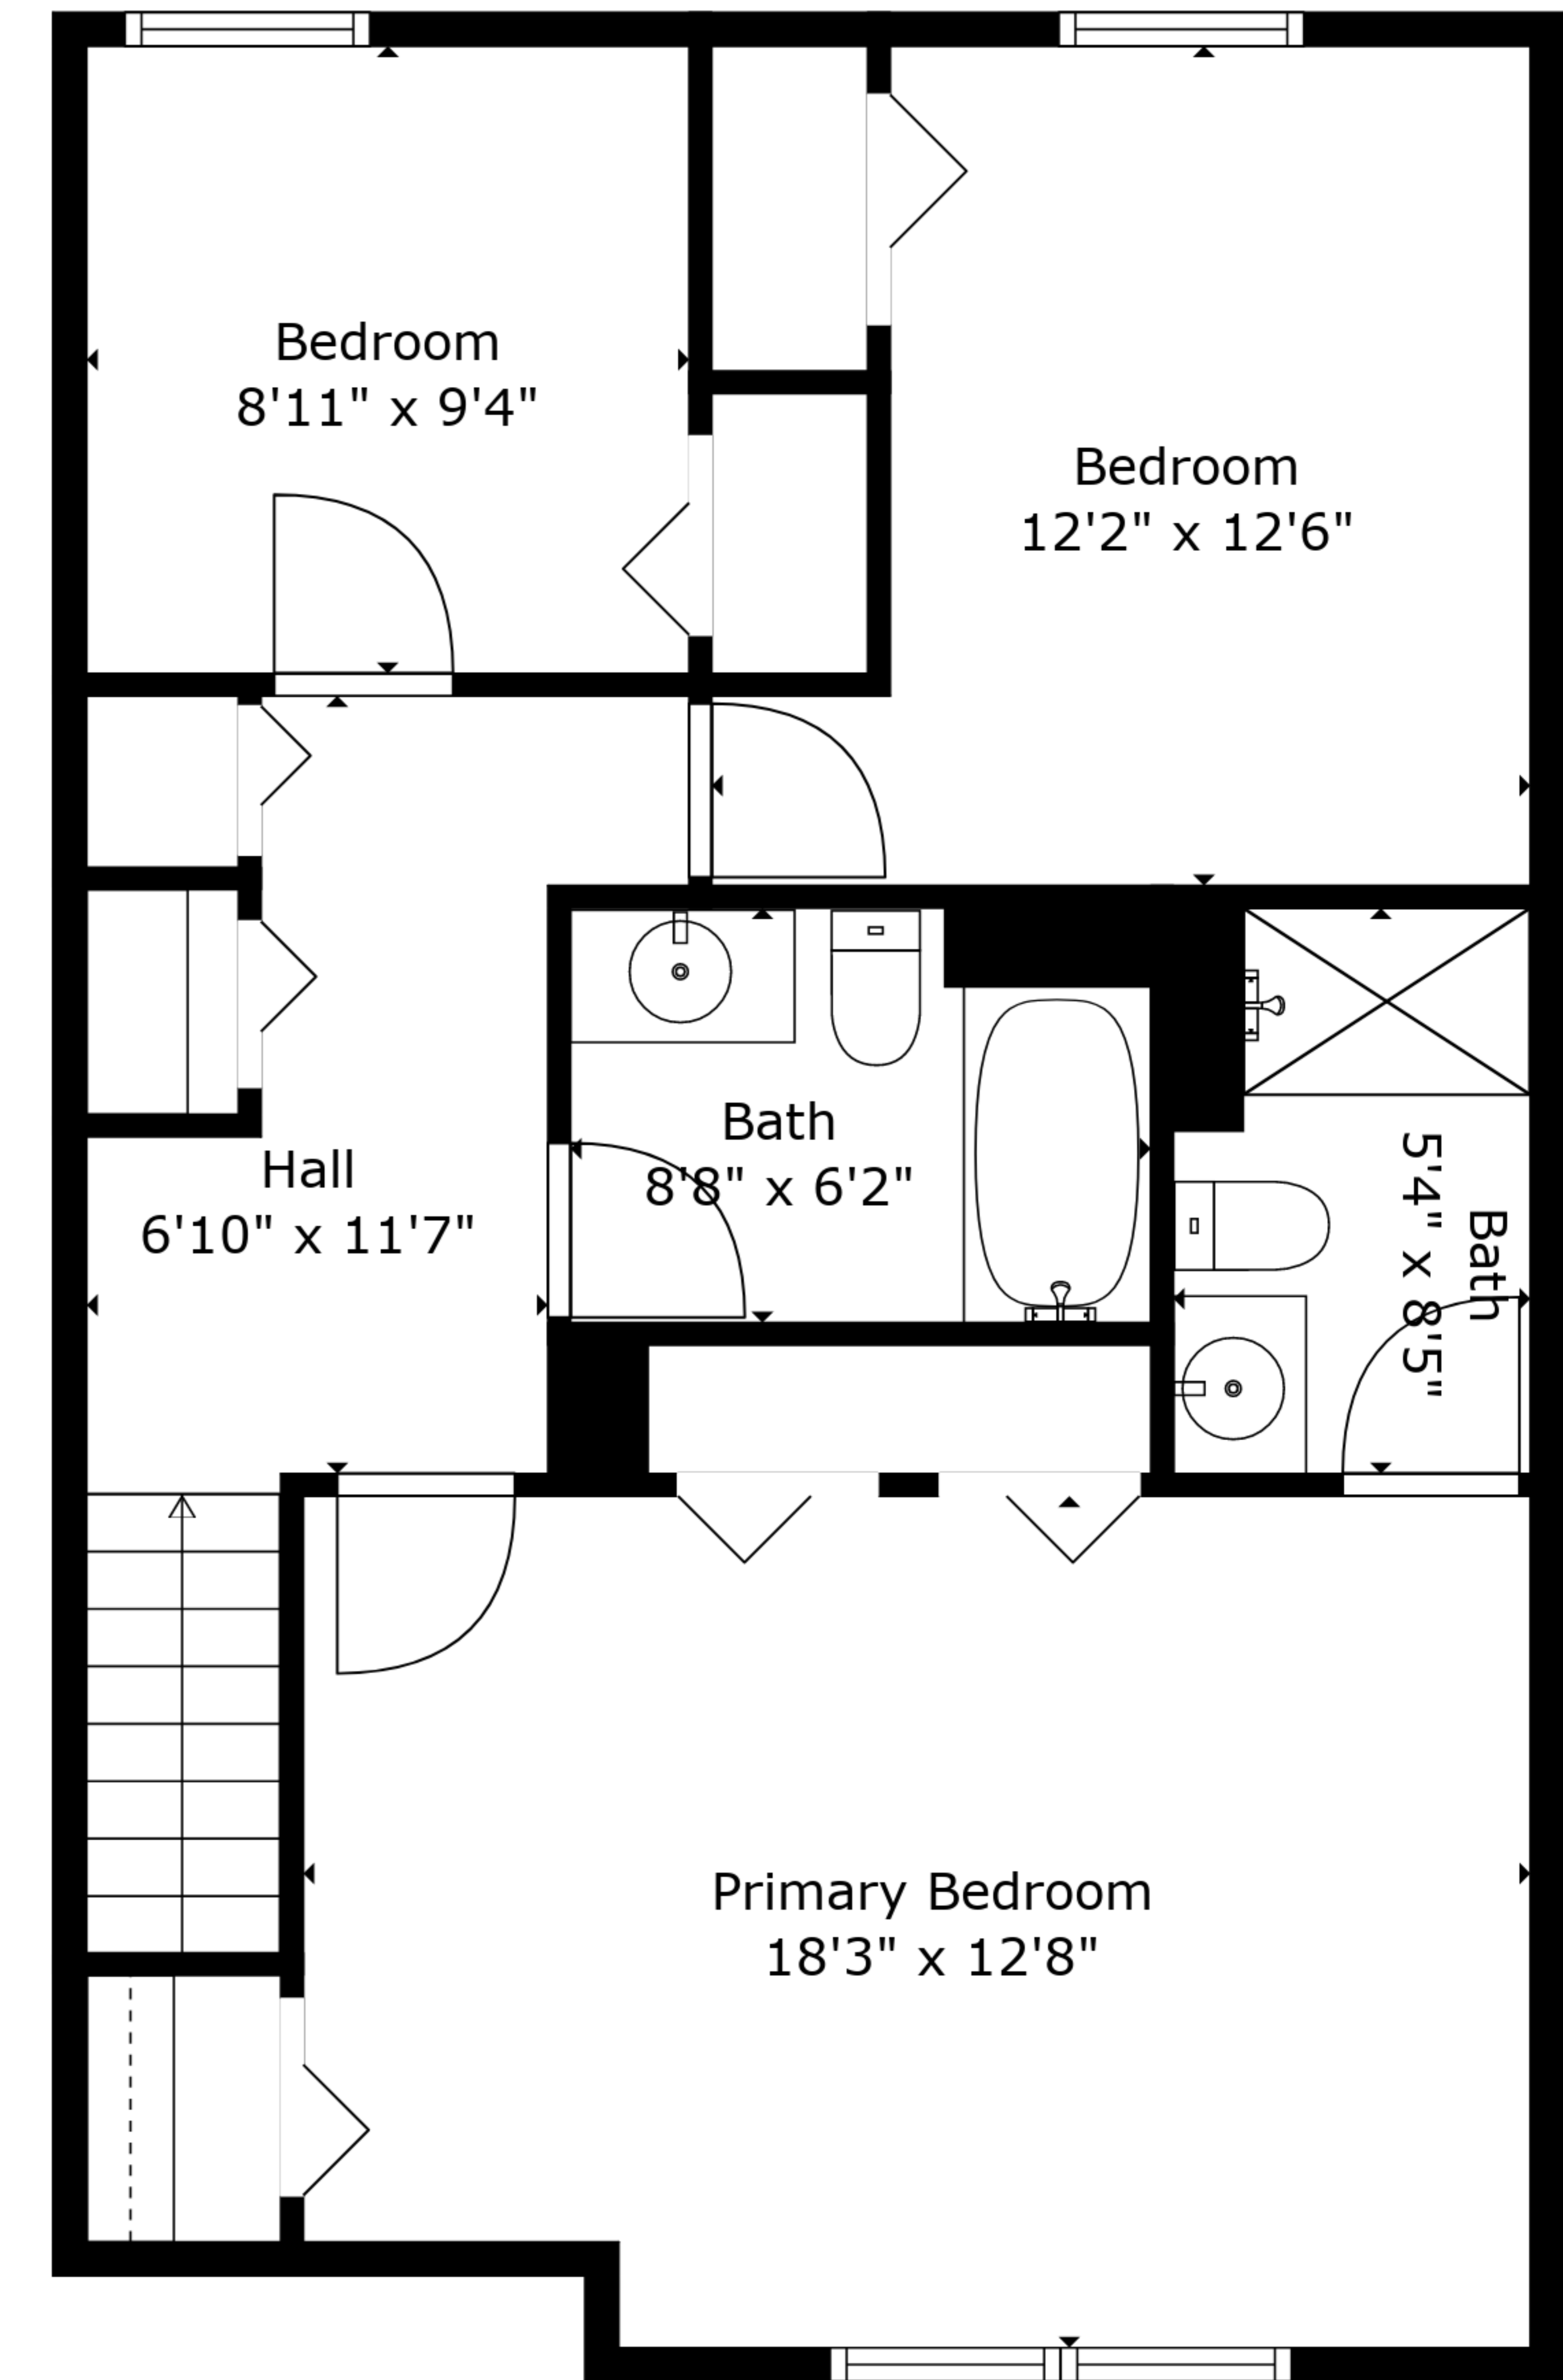 Bedroom
8'11" x 9'4"
Bedroom
12'2" x 12'6"
Bath
8'8" x 6'2"
Hall
6'10" x 11'7"
Bath
5'4" x 8'5"
Primary Bedroom
18'3" x 12'8"